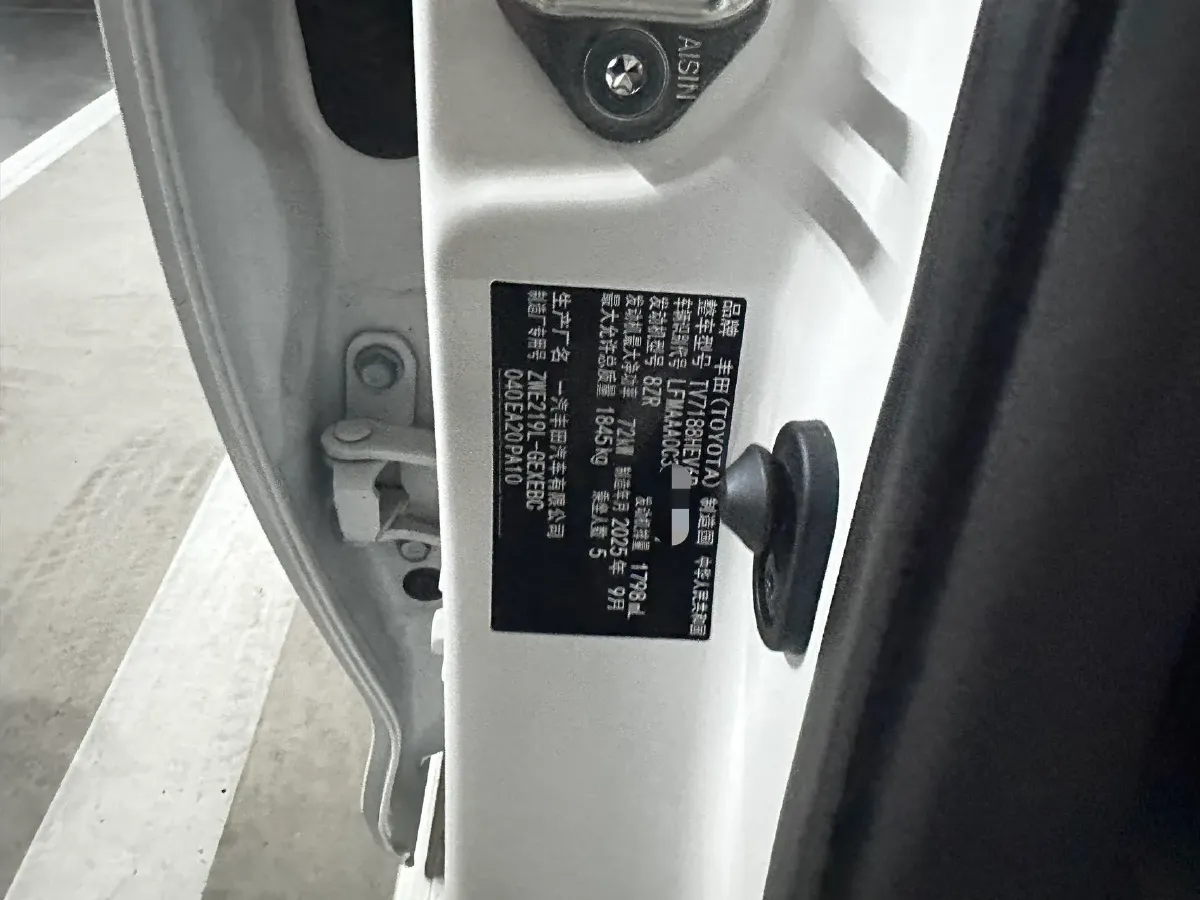 AISIN
品牌 丰田(TOYOTA) 制造国 中华人民共和国
整车型号 TV7188HEV6
车辆识别代号 LFMAAA0C3
发动机型号 8ZR 发动机排量 1798 mL
发动机最大净功率 72kW 制造年月 2025年 9月
最大允许总质量 1845kg 乘坐人数 5
生产厂名 一汽丰田汽车有限公司
制造厂专用号 ZWE219L-GEXEBC
040EA20PA10